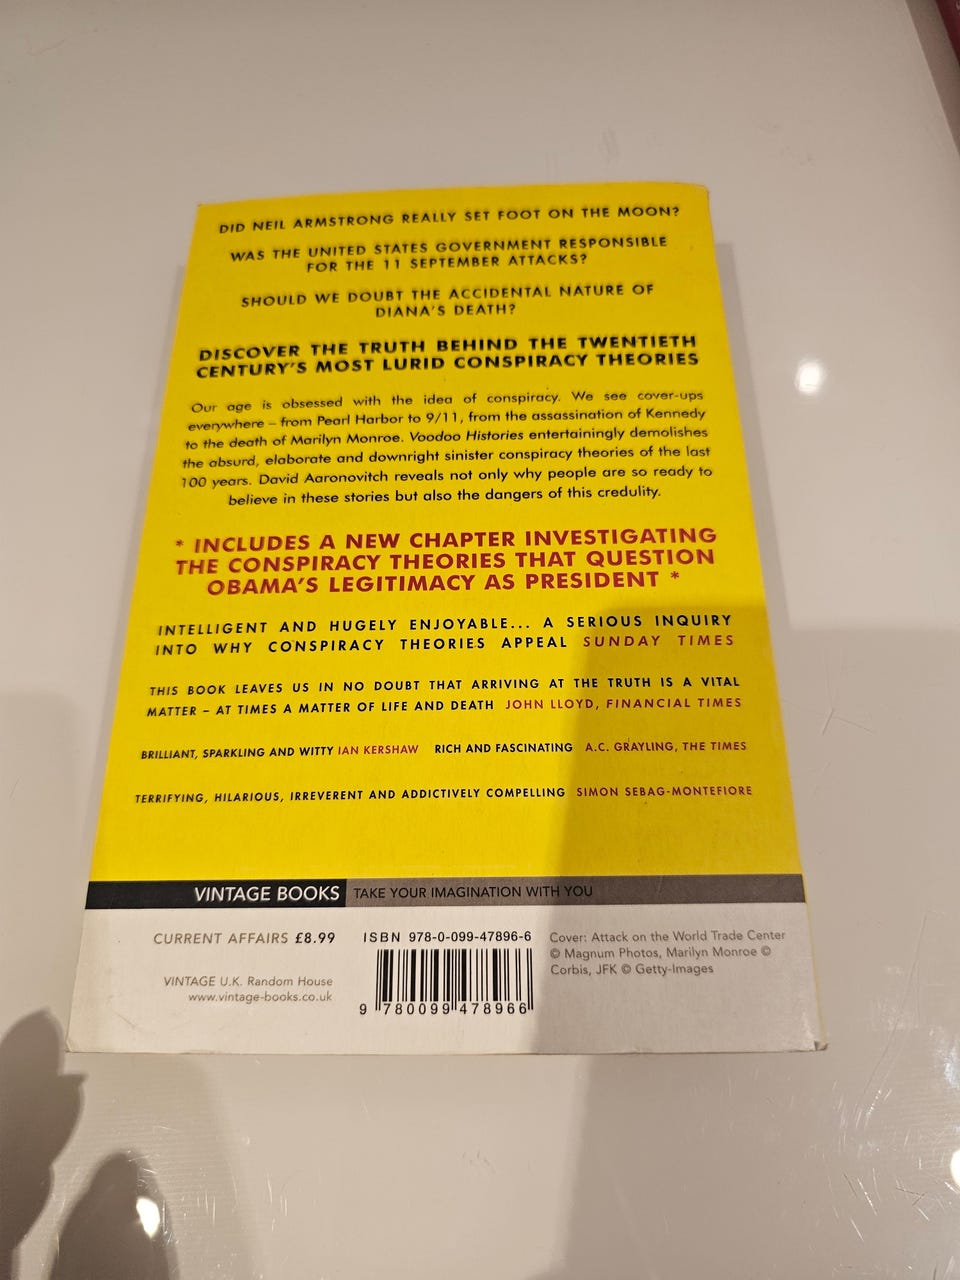 DID NEIL ARMSTRONG REALLY SET FOOT ON THE MOON?
WAS THE UNITED STATES GOVERNMENT RESPONSIBLE
FOR THE 11 SEPTEMBER ATTACKS?
SHOULD WE DOUBT THE ACCIDENTAL NATURE OF
DIANA'S DEATH?
DISCOVER THE TRUTH BEHIND THE TWENTIETH
CENTURY'S MOST LURID CONSPIRACY THEORIES
Our age is obsessed with the idea of conspiracy. We see cover-ups
everywhere – from Pearl Harbor to 9/11, from the assassination of Kennedy
to the death of Marilyn Monroe. Voodoo Histories entertainingly demolishes
the absurd, elaborate and downright sinister conspiracy theories of the last
100 years. David Aaronovitch reveals not only why people are so ready to
believe in these stories but also the dangers of this credulity.
* INCLUDES A NEW CHAPTER INVESTIGATING
THE CONSPIRACY THEORIES THAT QUESTION
OBAMA'S LEGITIMACY AS PRESIDENT *
INTELLIGENT AND HUGELY ENJOYABLE... A SERIOUS INQUIRY
INTO WHY CONSPIRACY THEORIES APPEAL SUNDAY TIMES
THIS BOOK LEAVES US IN NO DOUBT THAT ARRIVING AT THE TRUTH IS A VITAL
MATTER – AT TIMES A MATTER OF LIFE AND DEATH JOHN LLOYD, FINANCIAL TIMES
BRILLIANT, SPARKLING AND WITTY IAN KERSHAW RICH AND FASCINATING A.C. GRAYLING, THE TIMES
TERRIFYING, HILARIOUS, IRREVERENT AND ADDICTIVELY COMPELLING SIMON SEBAG-MONTEFIORE
VINTAGE BOOKS TAKE YOUR IMAGINATION WITH YOU
CURRENT AFFAIRS £8.99
VINTAGE U.K. Random House
www.vintage-books.co.uk
ISBN 978-0-099-47896-6
9 780099 478966
Cover: Attack on the World Trade Center
© Magnum Photos, Marilyn Monroe ©
Corbis, JFK © Getty-Images